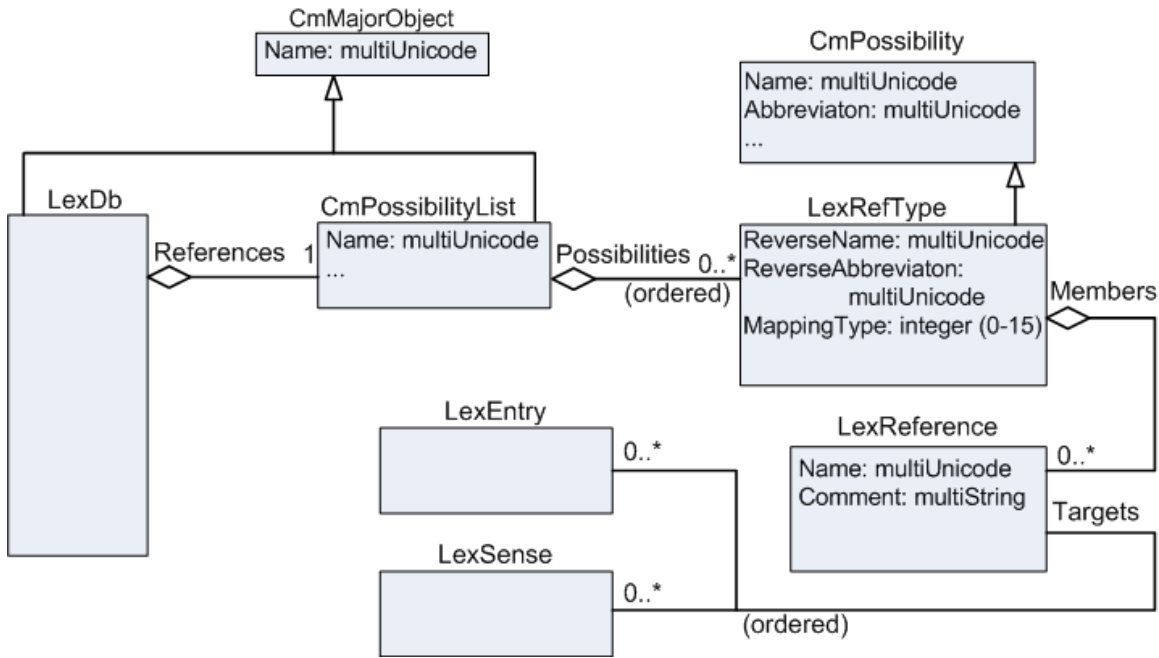 CmMajorObject
Name: multiUnicode
CmPossibility
Name: multiUnicode
Abbreviaton: multiUnicode
...
LexDb
References
1
CmPossibilityList
Name: multiUnicode
...
Possibilities
0..*
(ordered)
LexRefType
ReverseName: multiUnicode
ReverseAbbreviaton:
multiUnicode
MappingType: integer (0-15)
Members
LexEntry
0..*
LexReference
0..*
Name: multiUnicode
Comment: multiString
Targets
LexSense
0..*
(ordered)